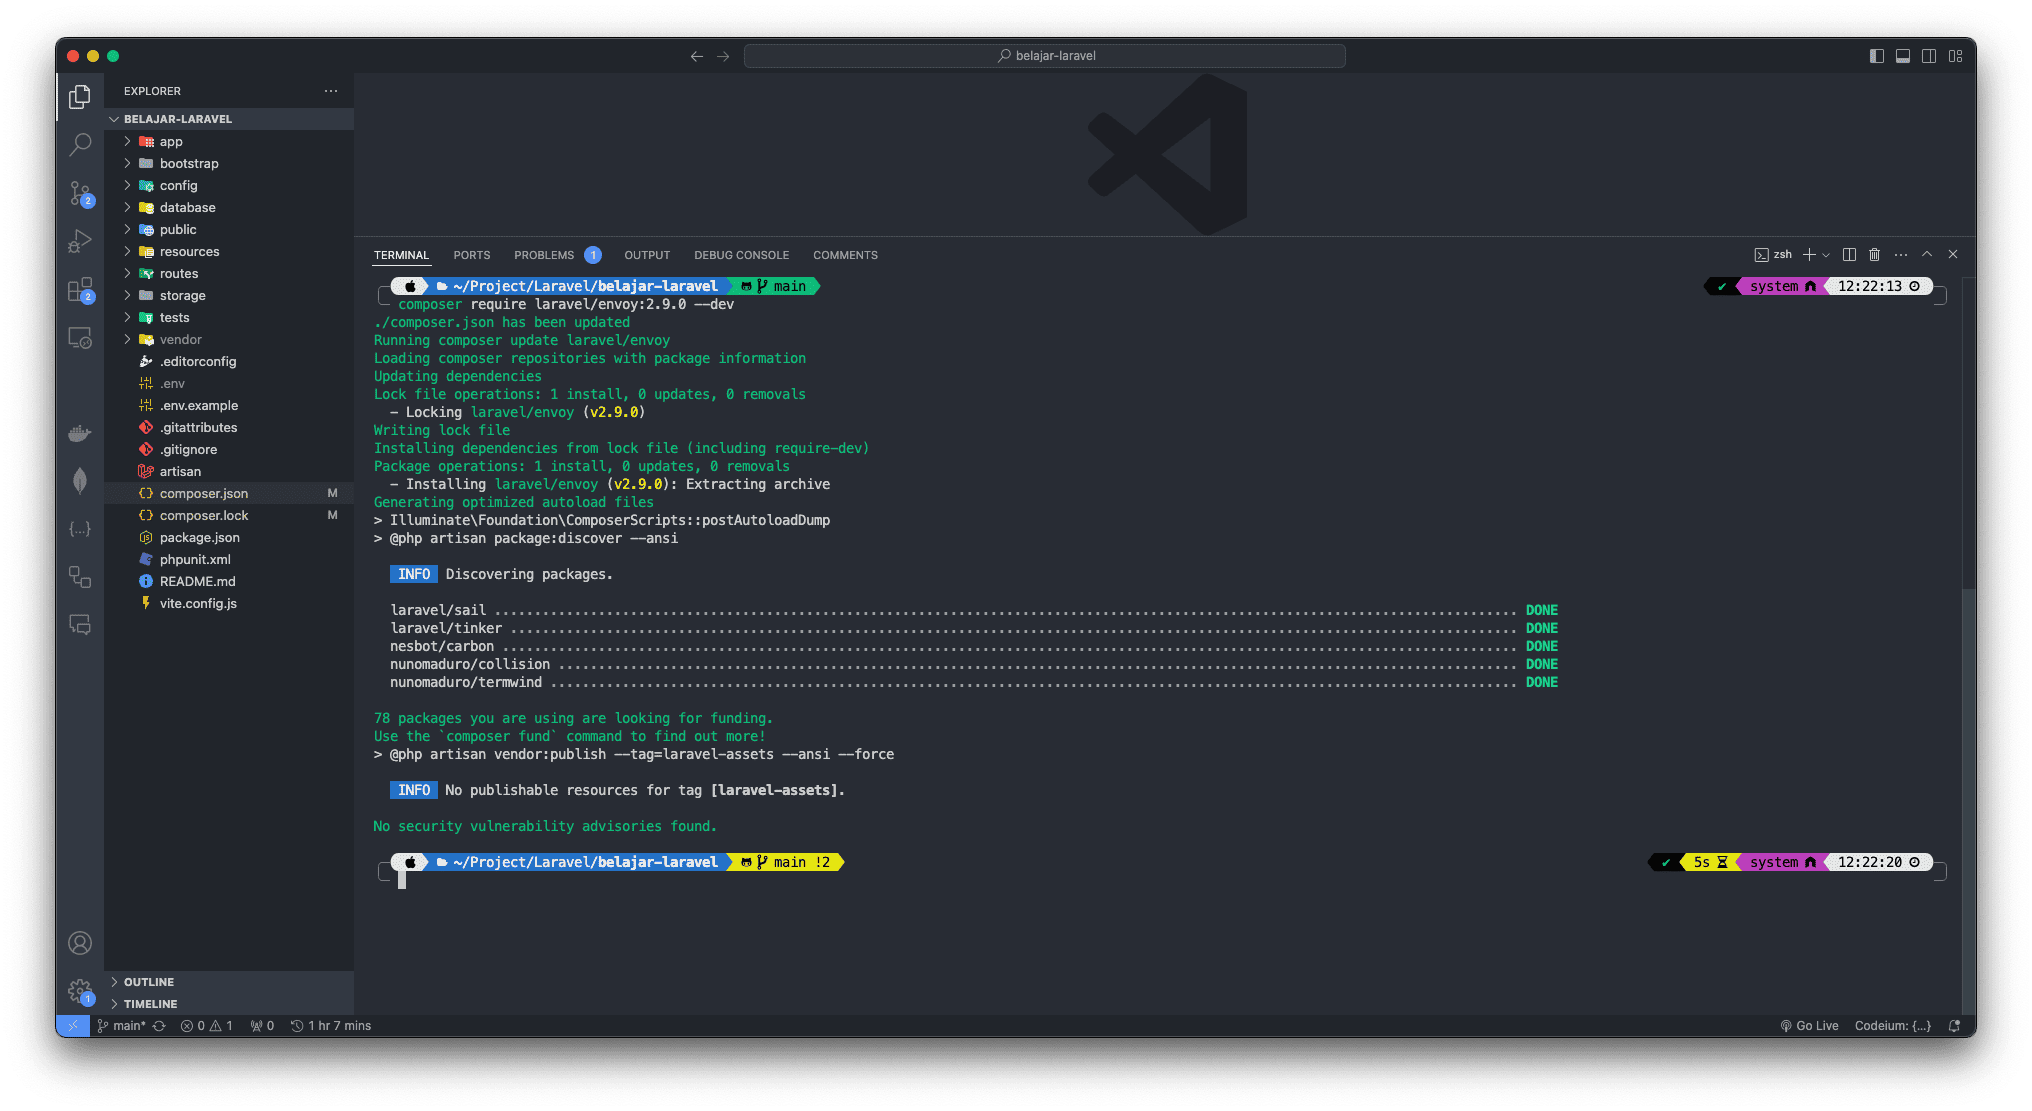 belajar-laravel
EXPLORER
BELAJAR-LARAVEL
app
bootstrap
config
database
public
resources
routes
storage
tests
vendor
.editorconfig
.env
.env.example
.gitattributes
.gitignore
artisan
composer.json M
composer.lock M
package.json
phpunit.xml
README.md
vite.config.js
OUTLINE
TIMELINE
2
2
1
TERMINAL PORTS PROBLEMS 1 OUTPUT DEBUG CONSOLE COMMENTS zsh
~/Project/Laravel/belajar-laravel main ✔ system 12:22:13
composer require laravel/envoy:2.9.0 --dev
./composer.json has been updated
Running composer update laravel/envoy
Loading composer repositories with package information
Updating dependencies
Lock file operations: 1 install, 0 updates, 0 removals
- Locking laravel/envoy (v2.9.0)
Writing lock file
Installing dependencies from lock file (including require-dev)
Package operations: 1 install, 0 updates, 0 removals
- Installing laravel/envoy (v2.9.0): Extracting archive
Generating optimized autoload files
> Illuminate\Foundation\ComposerScripts::postAutoloadDump
> @php artisan package:discover --ansi
INFO Discovering packages.
laravel/sail ................................................................................................................................ DONE
laravel/tinker .............................................................................................................................. DONE
nesbot/carbon ............................................................................................................................... DONE
nunomaduro/collision ........................................................................................................................ DONE
nunomaduro/termwind ......................................................................................................................... DONE
78 packages you are using are looking for funding.
Use the `composer fund` command to find out more!
> @php artisan vendor:publish --tag=laravel-assets --ansi --force
INFO No publishable resources for tag [laravel-assets].
No security vulnerability advisories found.
~/Project/Laravel/belajar-laravel main !2 ✔ 5s system 12:22:20
main* 0 1 0 1 hr 7 mins Go Live Codeium: {...}